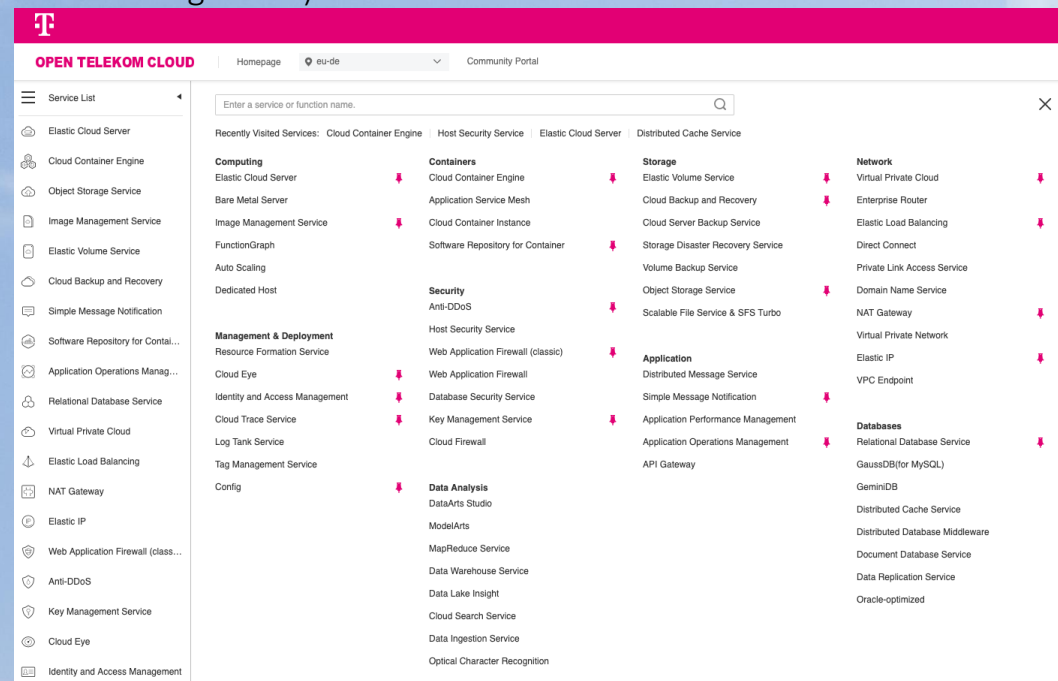 T
OPEN TELEKOM CLOUD
Homepage
eu-de
Community Portal
Service List
Elastic Cloud Server
Cloud Container Engine
Object Storage Service
Image Management Service
Elastic Volume Service
Cloud Backup and Recovery
Simple Message Notification
Software Repository for Contai...
Application Operations Manag...
Relational Database Service
Virtual Private Cloud
Elastic Load Balancing
NAT Gateway
Elastic IP
Web Application Firewall (class...
Anti-DDoS
Key Management Service
Cloud Eye
Identity and Access Management
Enter a service or function name.
Recently Visited Services: Cloud Container Engine | Host Security Service | Elastic Cloud Server | Distributed Cache Service
Computing
Elastic Cloud Server
Bare Metal Server
Image Management Service
FunctionGraph
Auto Scaling
Dedicated Host
Management & Deployment
Resource Formation Service
Cloud Eye
Identity and Access Management
Cloud Trace Service
Log Tank Service
Tag Management Service
Config
Containers
Cloud Container Engine
Application Service Mesh
Cloud Container Instance
Software Repository for Container
Security
Anti-DDoS
Host Security Service
Web Application Firewall (classic)
Web Application Firewall
Database Security Service
Key Management Service
Cloud Firewall
Data Analysis
DataArts Studio
ModelArts
MapReduce Service
Data Warehouse Service
Data Lake Insight
Cloud Search Service
Data Ingestion Service
Optical Character Recognition
Storage
Elastic Volume Service
Cloud Backup and Recovery
Cloud Server Backup Service
Storage Disaster Recovery Service
Volume Backup Service
Object Storage Service
Scalable File Service & SFS Turbo
Application
Distributed Message Service
Simple Message Notification
Application Performance Management
Application Operations Management
API Gateway
Network
Virtual Private Cloud
Enterprise Router
Elastic Load Balancing
Direct Connect
Private Link Access Service
Domain Name Service
NAT Gateway
Virtual Private Network
Elastic IP
VPC Endpoint
Databases
Relational Database Service
GaussDB(for MySQL)
GeminiDB
Distributed Cache Service
Distributed Database Middleware
Document Database Service
Data Replication Service
Oracle-optimized